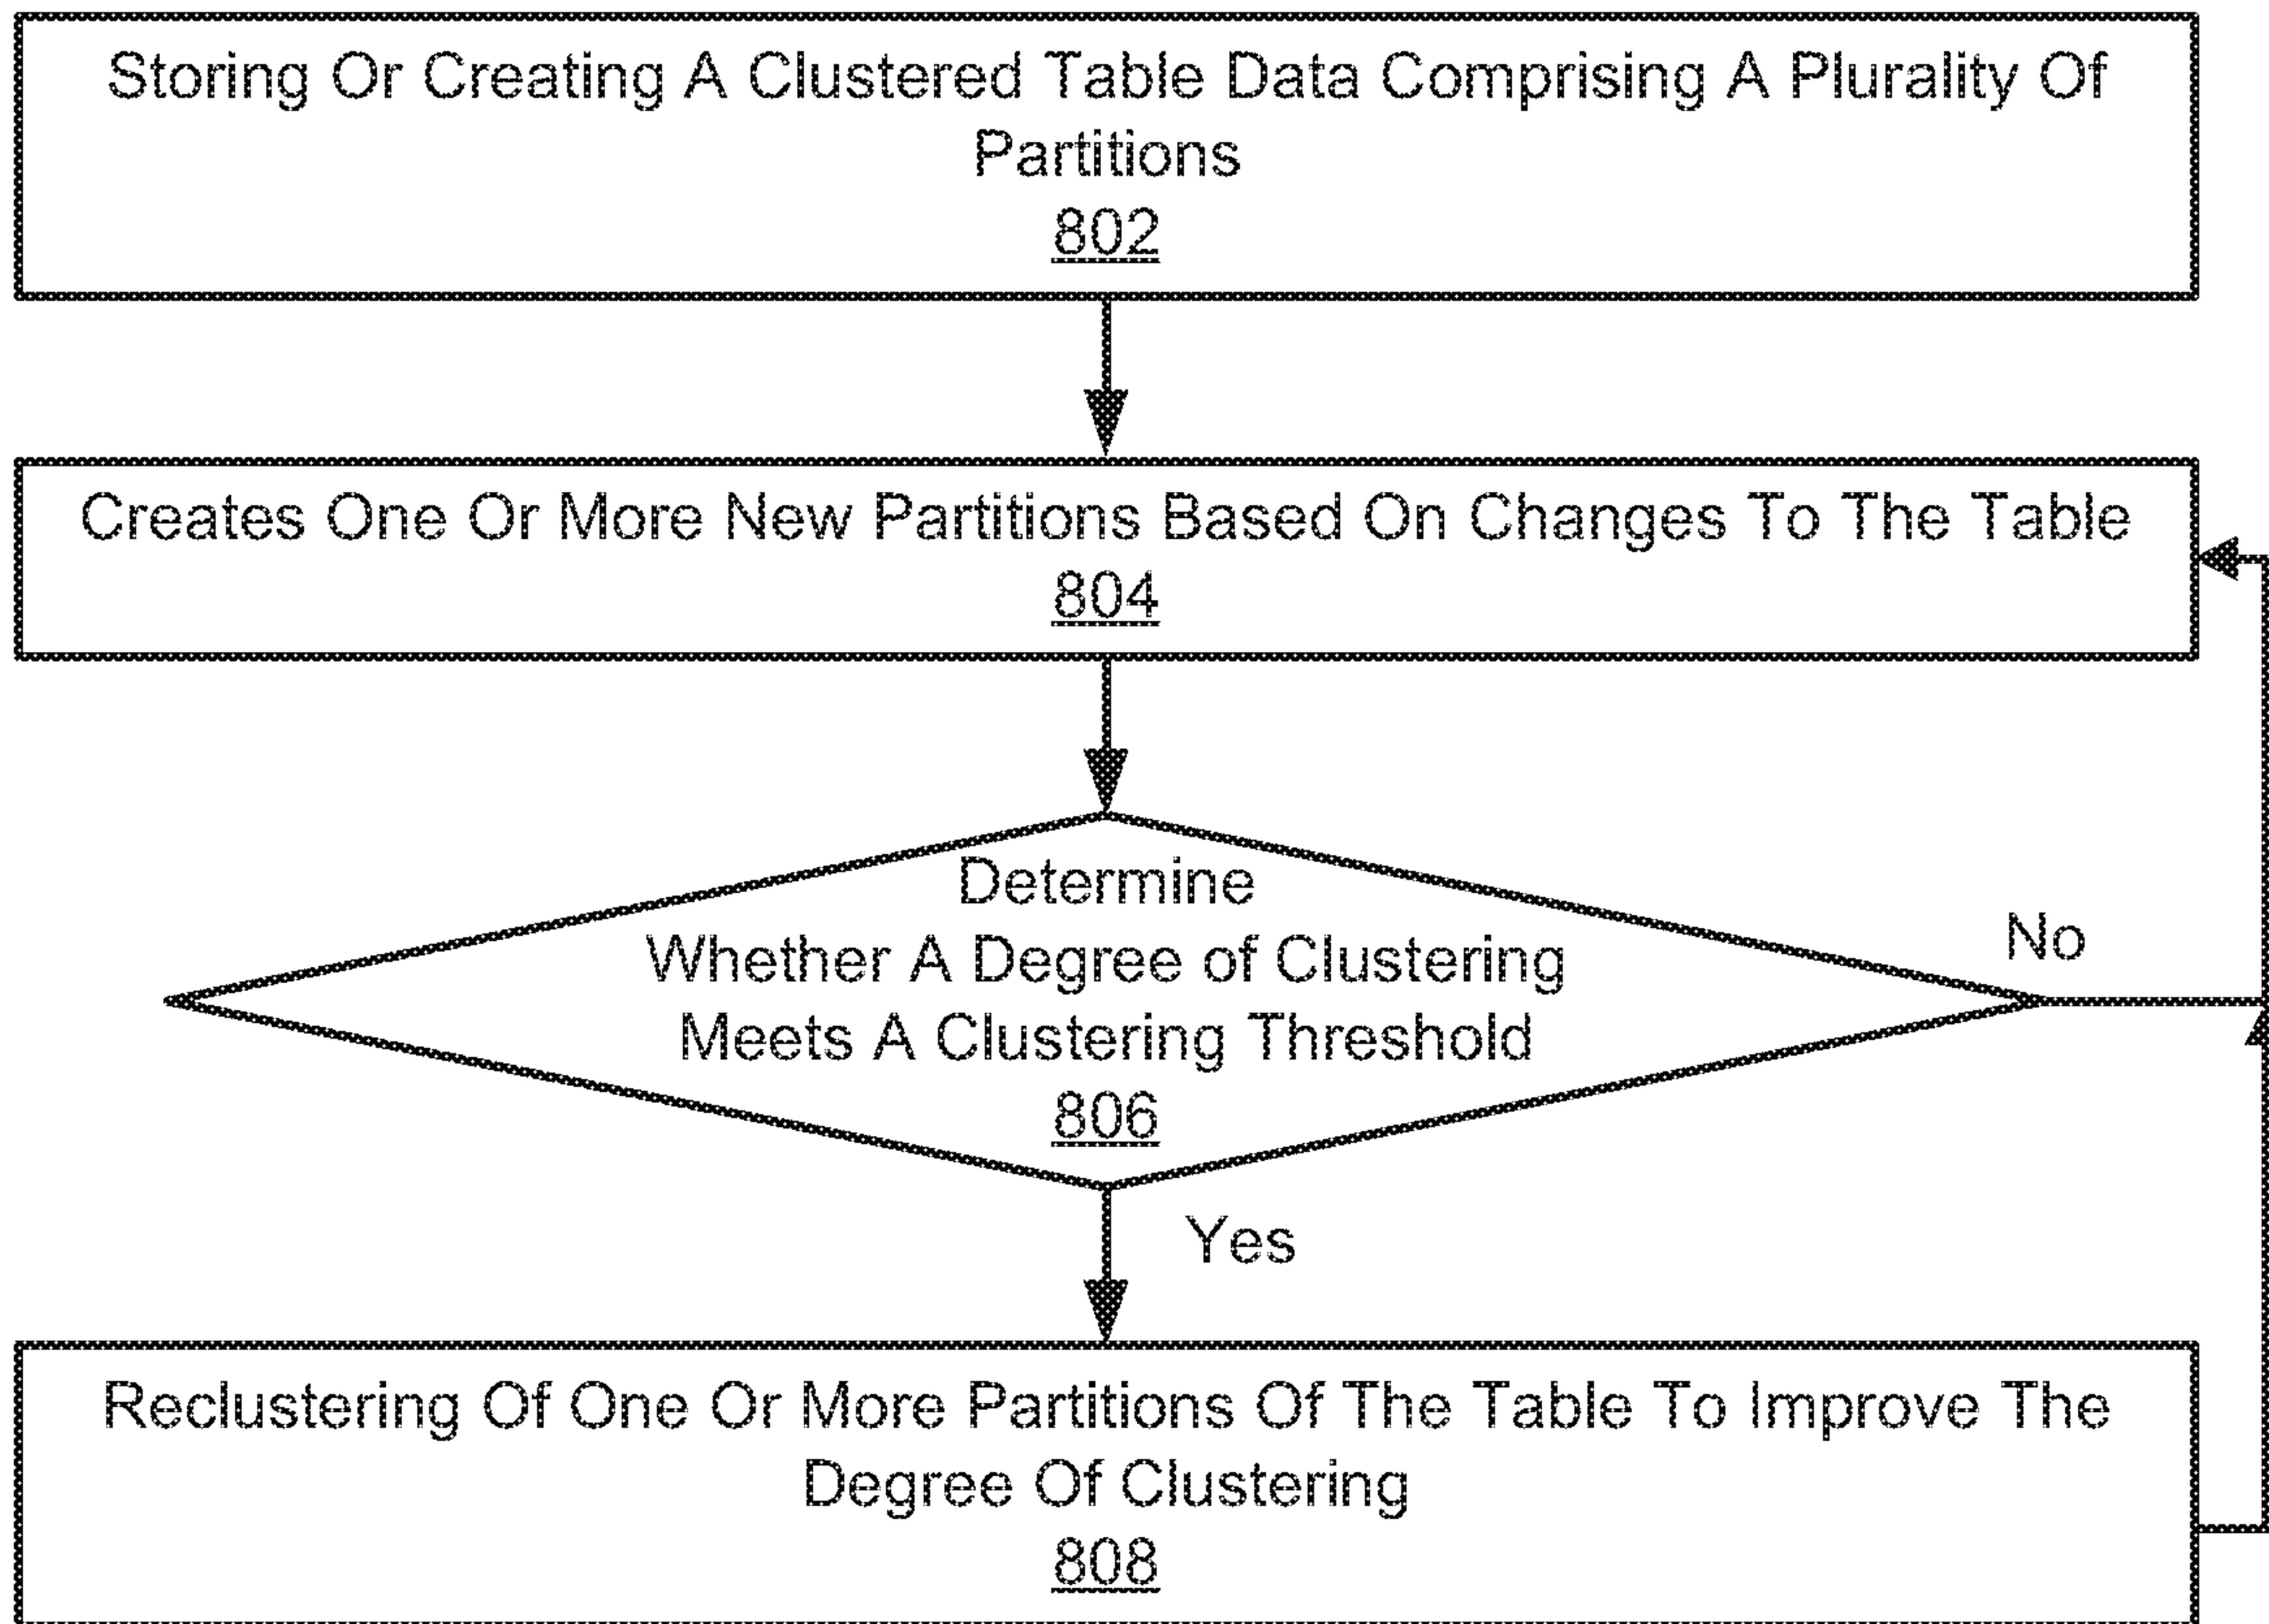 Storing Or Creating A Clustered Table Data Comprising A Plurality Of
Partitions
802
Creates One Or More New Partitions Based On Changes To The Table
804
Determine
Whether A Degree of Clustering
Meets A Clustering Threshold
806
No
Yes
Reclustering Of One Or More Partitions Of The Table To Improve The
Degree Of Clustering
808